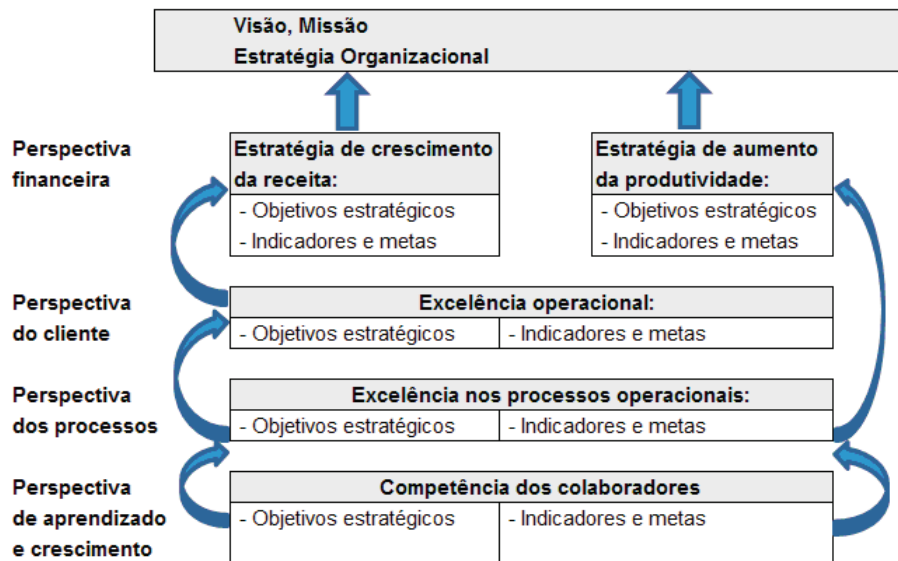 Visão, Missão
Estratégia Organizacional
Perspectiva
financeira
Estratégia de crescimento
da receita:
- Objetivos estratégicos
- Indicadores e metas
Estratégia de aumento
da produtividade:
- Objetivos estratégicos
- Indicadores e metas
Perspectiva
do cliente
Excelência operacional:
- Objetivos estratégicos
- Indicadores e metas
Perspectiva
dos processos
Excelência nos processos operacionais:
- Objetivos estratégicos
- Indicadores e metas
Perspectiva
de aprendizado
e crescimento
Competência dos colaboradores
- Objetivos estratégicos
- Indicadores e metas